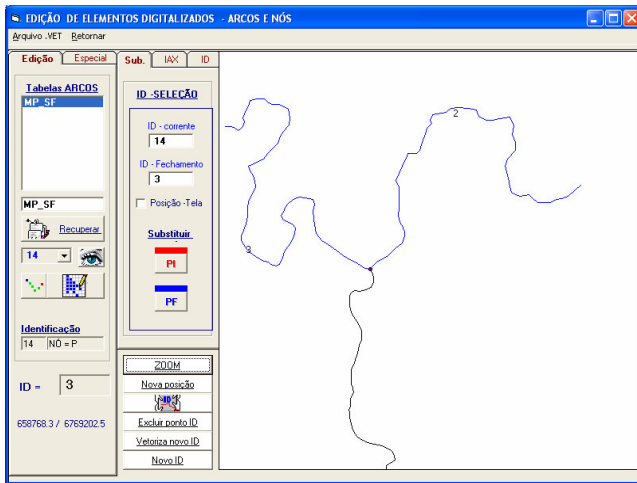 EDIÇÃO DE ELEMENTOS DIGITALIZADOS - ARCOS E NÓS
Arquivo .VET Retornar
Edição Especial
Sub. IAX ID
Tabelas ARCOS
MP_SF
MP_SF
Recuperar
14
Identificação
14 NÓ = P
ID = 3
658768.3 / 6769202.5
ID -SELEÇÃO
ID - corrente
14
ID - Fechamento
3
Posição -Tela
Substituir
PI
PF
ZOOM
Nova posição
ID
Excluir ponto ID
Vetoriza novo ID
Novo ID
2
3